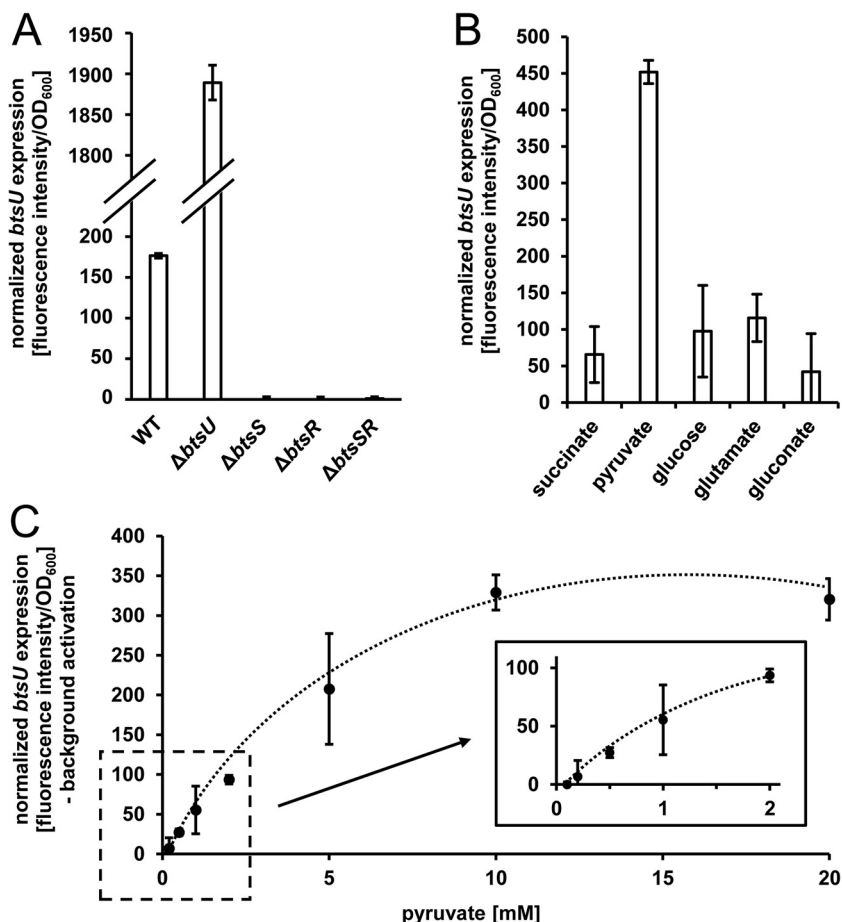 A
normalized btsU expression
[fluorescence intensity/OD600]
1950
1900
1850
1800
200
150
100
50
0
WT
ΔbtsU
ΔbtsS
ΔbtsR
ΔbtsSR
B
normalized btsU expression
[fluorescence intensity/OD600]
500
450
400
350
300
250
200
150
100
50
0
succinate
pyruvate
glucose
glutamate
gluconate
C
normalized btsU expression
[fluorescence intensity/OD600]
- background activation
400
350
300
250
200
150
100
50
0
0
5
10
15
20
pyruvate [mM]
100
50
0
0
1
2